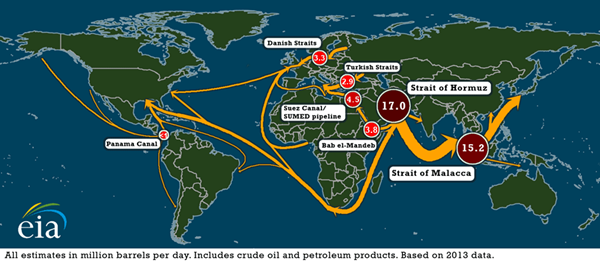 Danish Straits
3.3
Turkish Straits
2.9
17.0
Strait of Hormuz
4.5
Suez Canal/
SUMED pipeline
3.8
Bab el-Mandeb
15.2
Strait of Malacca
Panama Canal
eia
All estimates in million barrels per day. Includes crude oil and petroleum products. Based on 2013 data.